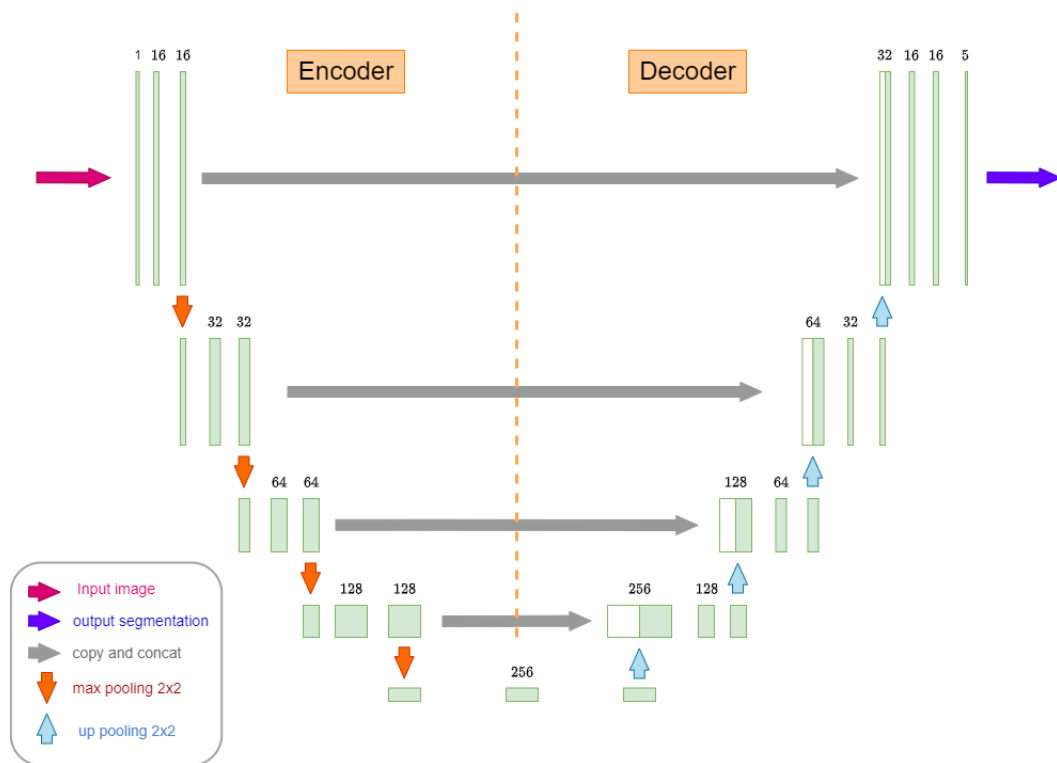 1 16 16
Encoder
Decoder
32 16 16 5
32 32
64 32
64 64
128 64
128 128
256 128
256
Input image
output segmentation
copy and concat
max pooling 2x2
up pooling 2x2